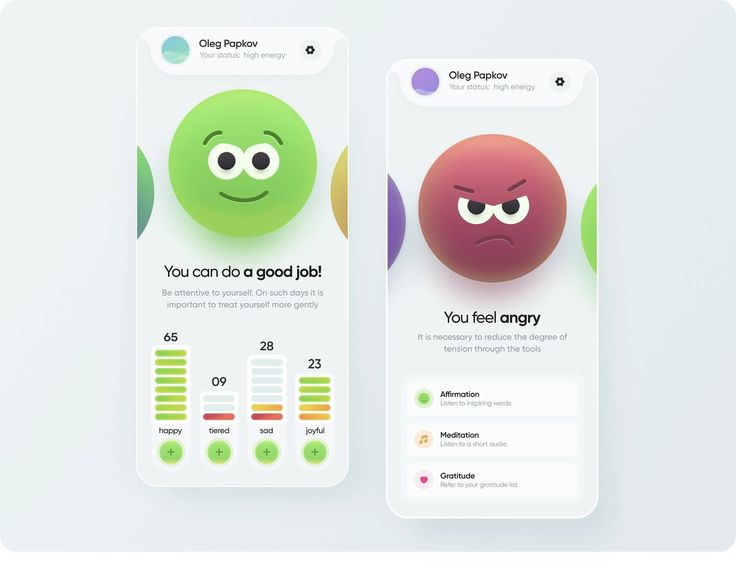 Oleg Papkov
Your status: high energy
You can do a good job!
Be attentive to yourself. On such days it is
important to treat yourself more gently
65
09
28
23
happy
tiered
sad
joyful
Oleg Papkov
Your status: high energy
You feel angry
It is necessary to reduce the degree of
tension through the tools
Affirmation
Listen to inspiring words
Meditation
Listen to a short audio
Gratitude
Refer to your gratitude list